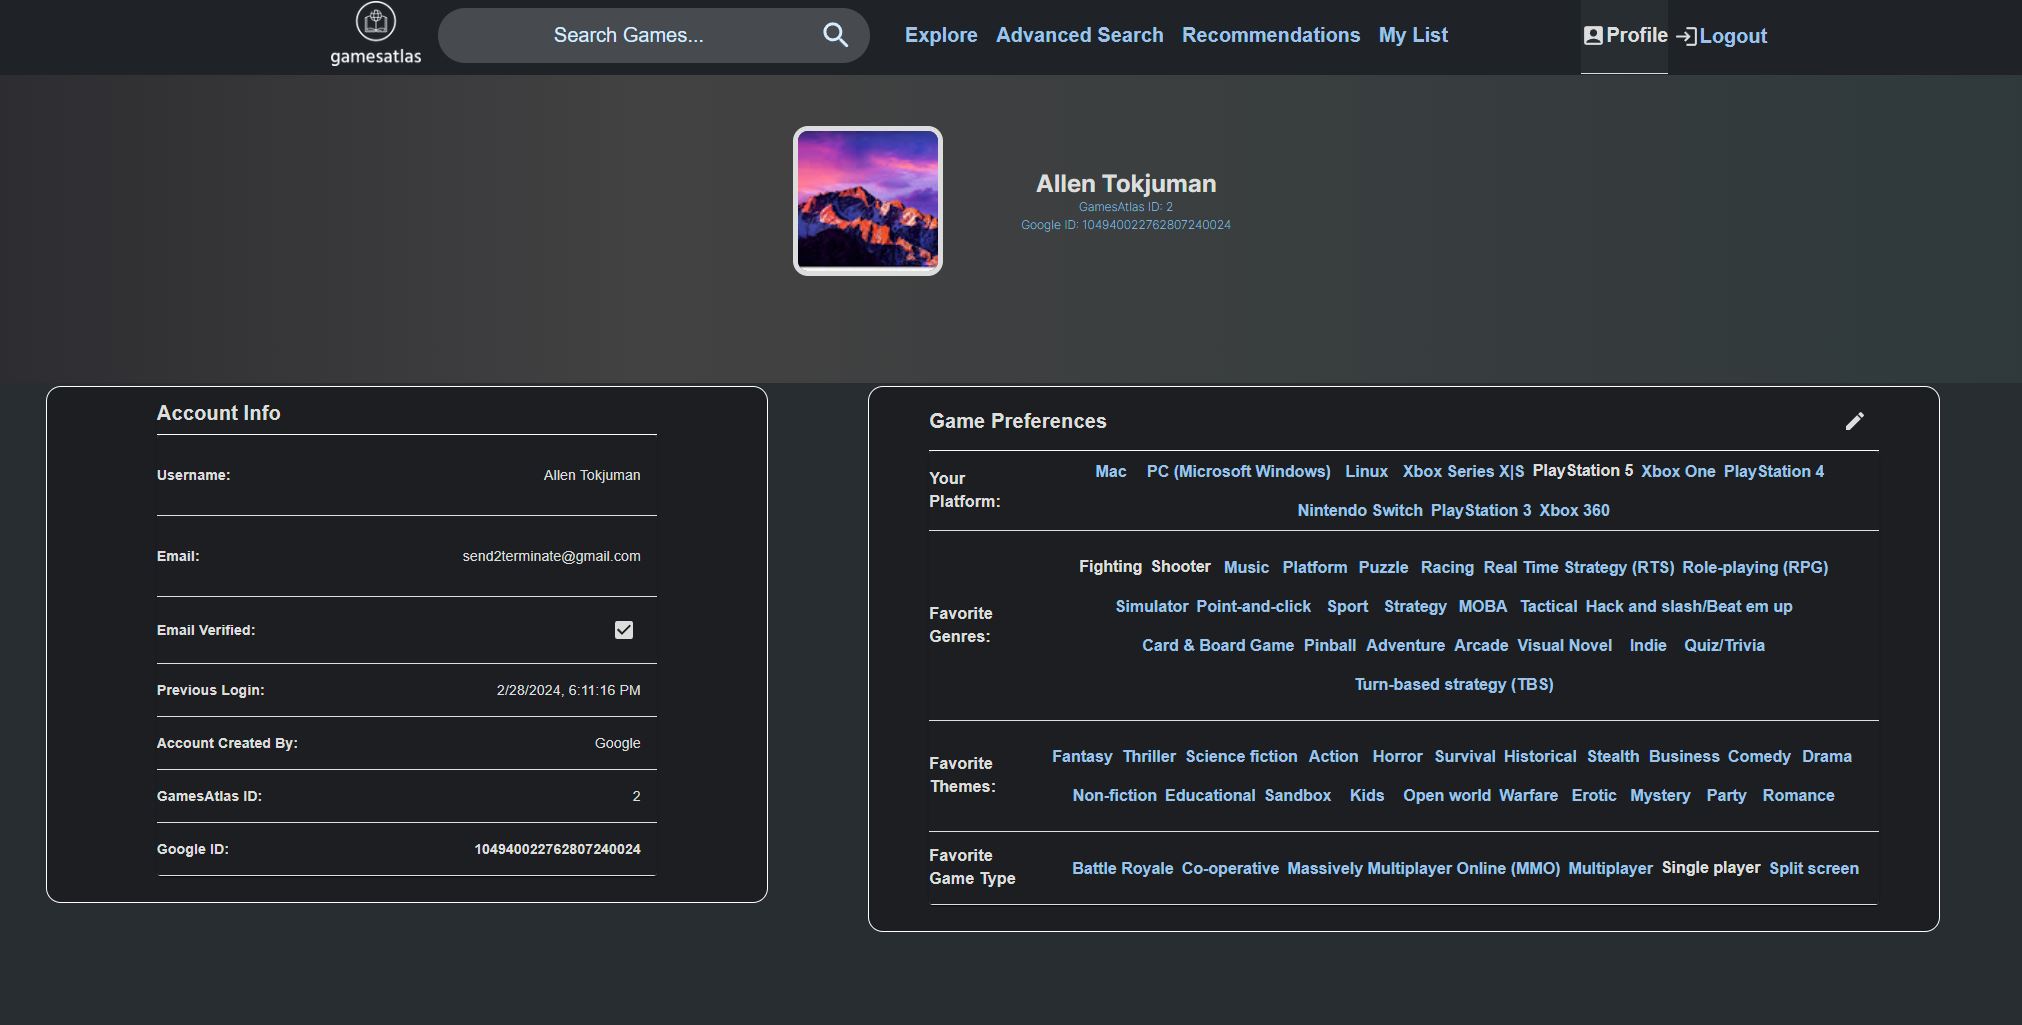 gamesatlas
Search Games...
Explore Advanced Search Recommendations My List
Profile Logout
Allen Tokjuman
GamesAtlas ID: 2
Google ID: 104940022762807240024
Account Info
Username: Allen Tokjuman
Email: send2terminate@gmail.com
Email Verified:
Previous Login: 2/28/2024, 6:11:16 PM
Account Created By: Google
GamesAtlas ID: 2
Google ID: 104940022762807240024
Game Preferences
Your
Platform:
Mac PC (Microsoft Windows) Linux Xbox Series X|S PlayStation 5 Xbox One PlayStation 4
Nintendo Switch PlayStation 3 Xbox 360
Favorite
Genres:
Fighting Shooter Music Platform Puzzle Racing Real Time Strategy (RTS) Role-playing (RPG)
Simulator Point-and-click Sport Strategy MOBA Tactical Hack and slash/Beat em up
Card & Board Game Pinball Adventure Arcade Visual Novel Indie Quiz/Trivia
Turn-based strategy (TBS)
Favorite
Themes:
Fantasy Thriller Science fiction Action Horror Survival Historical Stealth Business Comedy Drama
Non-fiction Educational Sandbox Kids Open world Warfare Erotic Mystery Party Romance
Favorite
Game Type
Battle Royale Co-operative Massively Multiplayer Online (MMO) Multiplayer Single player Split screen